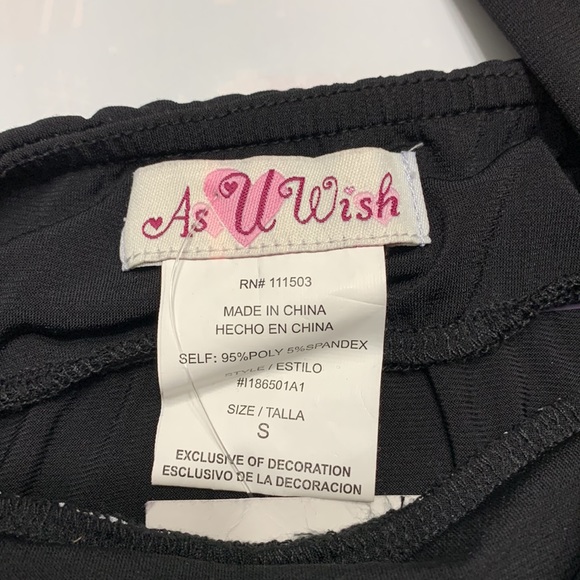 As U Wish
RN# 111503
MADE IN CHINA
HECHO EN CHINA
SELF: 95%POLY 5%SPANDEX
STYLE / ESTILO
#I186501A1
SIZE / TALLA
S
EXCLUSIVE OF DECORATION
ESCLUSIVO DE LA DECORACION